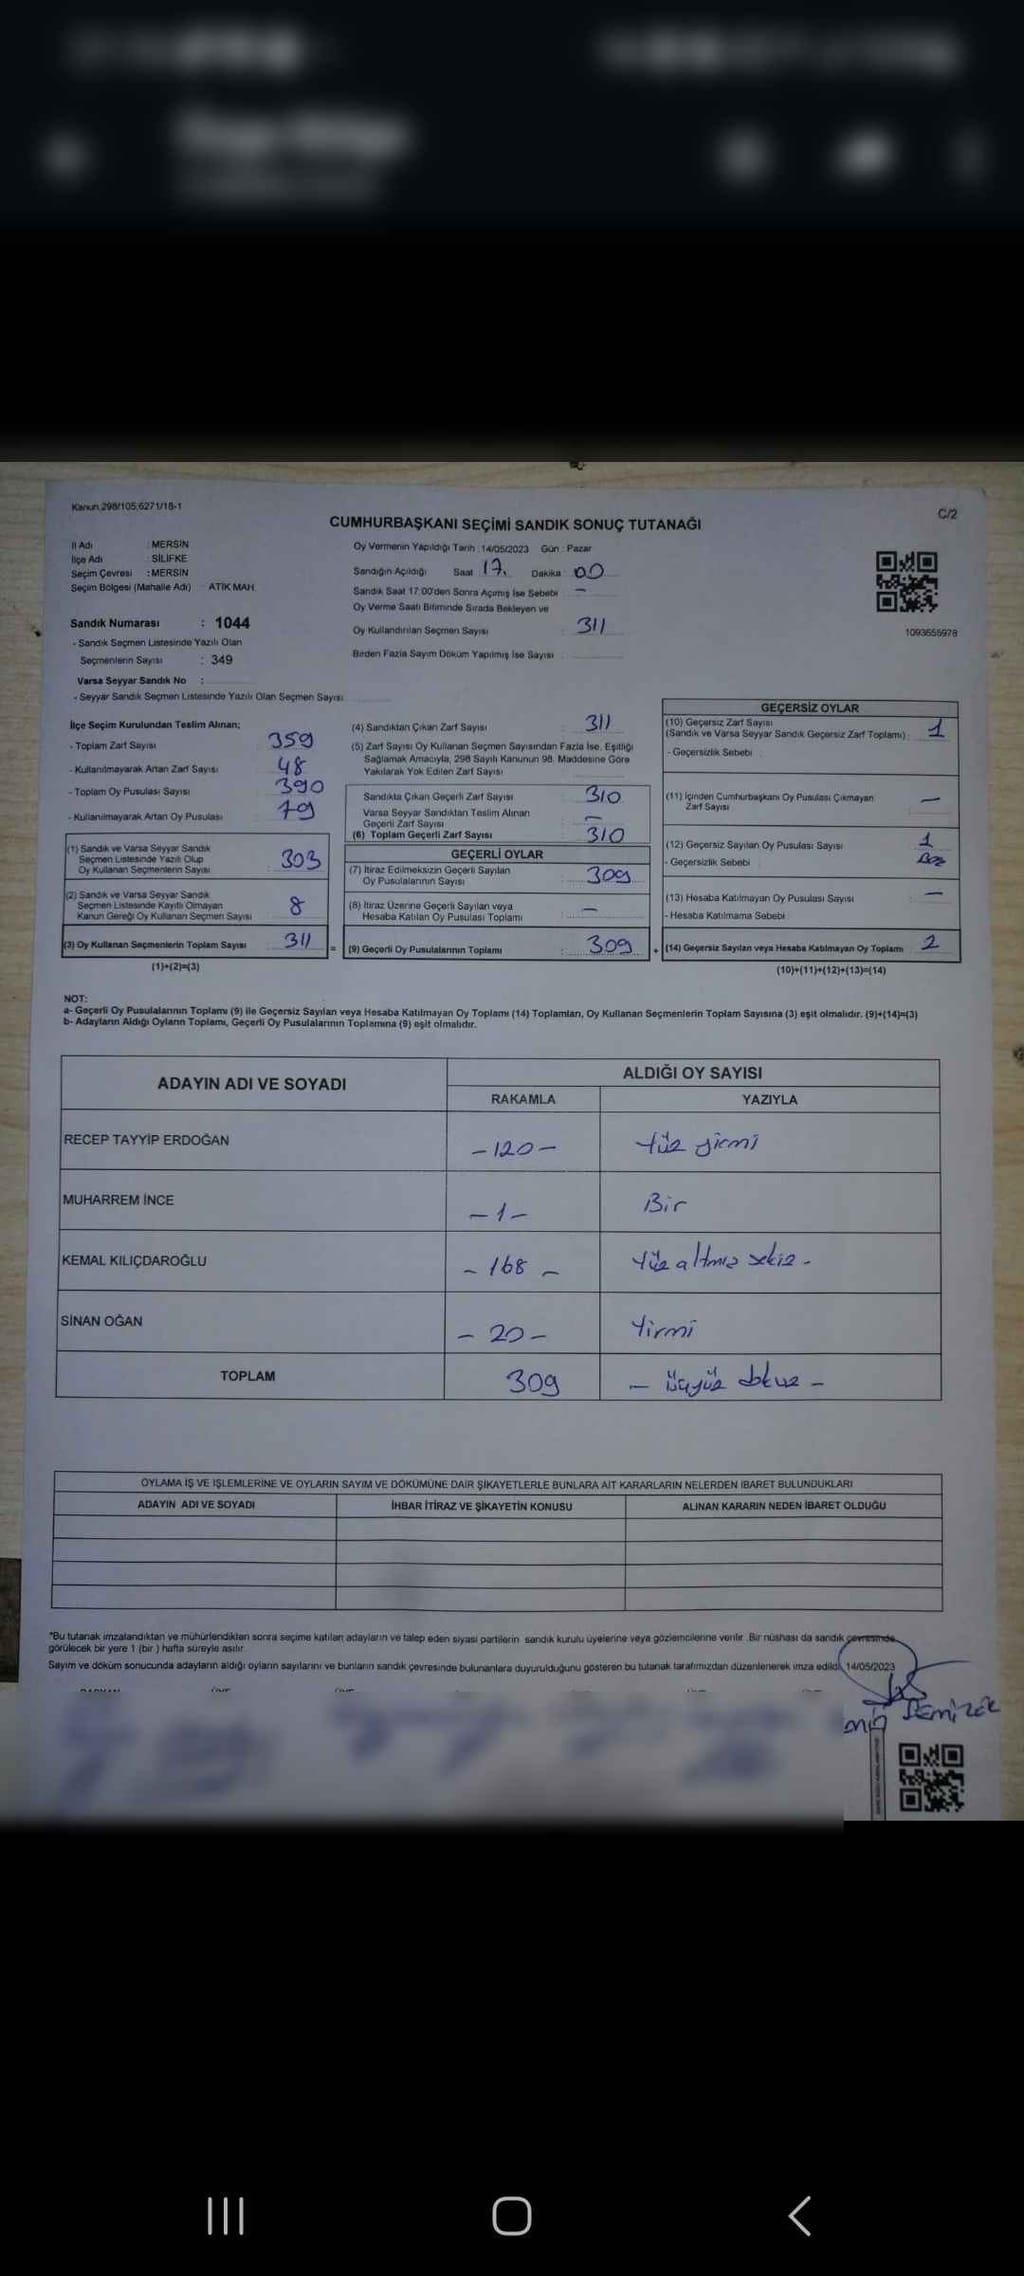 Kanun 298/105;6271/18-1
C/2
CUMHURBAŞKANI SEÇİMİ SANDIK SONUÇ TUTANAĞI
İl Adı : MERSİN
İlçe Adı : SİLİFKE
Seçim Çevresi : MERSİN
Seçim Bölgesi (Mahalle Adı) : ATİK MAH.
Oy Vermenin Yapıldığı Tarih : 14/05/2023 Gün : Pazar
Sandığın Açıldığı Saat 17. Dakika : 00
Sandık Saat 17:00'den Sonra Açılmış İse Sebebi : -
Oy Verme Saati Bitiminde Sırada Bekleyen ve
Oy Kullandırılan Seçmen Sayısı : 311
Birden Fazla Sayım Döküm Yapılmış İse Sayısı :
1093655978
Sandık Numarası : 1044
- Sandık Seçmen Listesinde Yazılı Olan
Seçmenlerin Sayısı : 349
Varsa Seyyar Sandık No :
- Seyyar Sandık Seçmen Listesinde Yazılı Olan Seçmen Sayısı
İlçe Seçim Kurulundan Teslim Alınan;
- Toplam Zarf Sayısı 359
- Kullanılmayarak Artan Zarf Sayısı 48
- Toplam Oy Pusulası Sayısı 390
- Kullanılmayarak Artan Oy Pusulası 79
(1) Sandık ve Varsa Seyyar Sandık
Seçmen Listesinde Yazılı Olup
Oy Kullanan Seçmenlerin Sayısı 303
(2) Sandık ve Varsa Seyyar Sandık
Seçmen Listesinde Kayıtlı Olmayan
Kanun Gereği Oy Kullanan Seçmen Sayısı 8
(3) Oy Kullanan Seçmenlerin Toplam Sayısı 311 =
(1)+(2)=(3)
(4) Sandıktan Çıkan Zarf Sayısı : 311
(5) Zarf Sayısı Oy Kullanan Seçmen Sayısından Fazla İse, Eşitliği
Sağlamak Amacıyla, 298 Sayılı Kanunun 98. Maddesine Göre
Yakılarak Yok Edilen Zarf Sayısı :
Sandıkta Çıkan Geçerli Zarf Sayısı : 310
Varsa Seyyar Sandıktan Teslim Alınan
Geçerli Zarf Sayısı : -
(6) Toplam Geçerli Zarf Sayısı : 310
GEÇERLİ OYLAR
(7) İtiraz Edilmeksizin Geçerli Sayılan
Oy Pusulalarının Sayısı : 309
(8) İtiraz Üzerine Geçerli Sayılan veya
Hesaba Katılan Oy Pusulası Toplamı : -
(9) Geçerli Oy Pusulalarının Toplamı : 309 +
GEÇERSİZ OYLAR
(10) Geçersiz Zarf Sayısı
(Sandık ve Varsa Seyyar Sandık Geçersiz Zarf Toplamı) : 1
- Geçersizlik Sebebi :
(11) İçinden Cumhurbaşkanı Oy Pusulası Çıkmayan
Zarf Sayısı -
(12) Geçersiz Sayılan Oy Pusulası Sayısı 1
- Geçersizlik Sebebi Boş
(13) Hesaba Katılmayan Oy Pusulası Sayısı -
- Hesaba Katılmama Sebebi
(14) Geçersiz Sayılan veya Hesaba Katılmayan Oy Toplamı 2
(10)+(11)+(12)+(13)=(14)
NOT:
a- Geçerli Oy Pusulalarının Toplamı (9) ile Geçersiz Sayılan veya Hesaba Katılmayan Oy Toplamı (14) Toplamları, Oy Kullanan Seçmenlerin Toplam Sayısına (3) eşit olmalıdır. (9)+(14)=(3)
b- Adayların Aldığı Oyların Toplamı, Geçerli Oy Pusulalarının Toplamına (9) eşit olmalıdır.
ADAYIN ADI VE SOYADI
ALDIĞI OY SAYISI
RAKAMLA YAZIYLA
RECEP TAYYİP ERDOĞAN -120- Yüz yirmi
MUHARREM İNCE -1- Bir
KEMAL KILIÇDAROĞLU -168- Yüz altmış sekiz -
SİNAN OĞAN -20- Yirmi
TOPLAM 309 - üçyüz dokuz -
OYLAMA İŞ VE İŞLEMLERİNE VE OYLARIN SAYIM VE DÖKÜMÜNE DAİR ŞİKAYETLERLE BUNLARA AİT KARARLARIN NELERDEN İBARET BULUNDUKLARI
ADAYIN ADI VE SOYADI İHBAR İTİRAZ VE ŞİKAYETİN KONUSU ALINAN KARARIN NEDEN İBARET OLDUĞU
*Bu tutanak imzalandıktan ve mühürlendikten sonra seçime katılan adayların ve talep eden siyasi partilerin sandık kurulu üyelerine veya gözlemcilerine verilir. Bir nüshası da sandık çevresinde
görülecek bir yere 1 (bir ) hafta süreyle asılır.
Sayım ve döküm sonucunda adayların aldığı oyların sayılarını ve bunların sandık çevresinde bulunanlara duyurulduğunu gösteren bu tutanak tarafımızdan düzenlenerek imza edildi. 14/05/2023